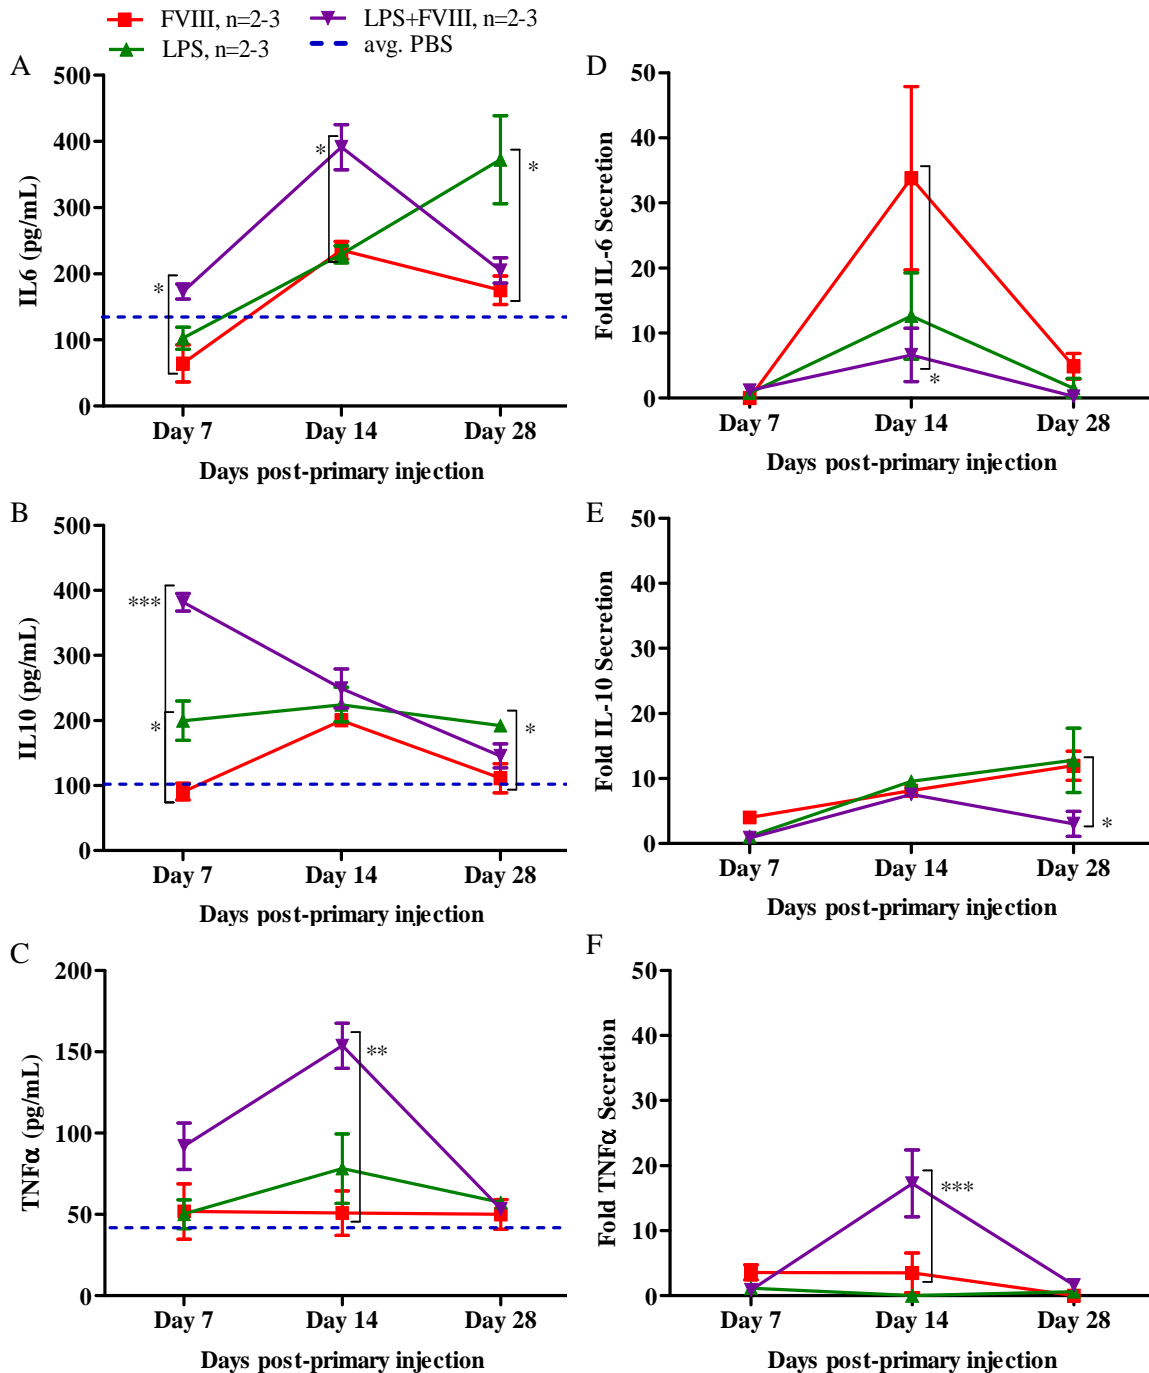 FVIII, n=2-3
LPS+FVIII, n=2-3
LPS, n=2-3
avg. PBS
A
IL6 (pg/mL)
500
400
300
200
100
0
*
*
*
Day 7
Day 14
Day 28
Days post-primary injection
D
Fold IL-6 Secretion
50
40
30
20
10
0
*
Day 7
Day 14
Day 28
Days post-primary injection
B
IL10 (pg/mL)
500
400
300
200
100
0
***
*
*
Day 7
Day 14
Day 28
Days post-primary injection
E
Fold IL-10 Secretion
50
40
30
20
10
0
*
Day 7
Day 14
Day 28
Days post-primary injection
C
TNFα (pg/mL)
200
150
100
50
0
**
Day 7
Day 14
Day 28
Days post-primary injection
F
Fold TNFα Secretion
50
40
30
20
10
0
***
Day 7
Day 14
Day 28
Days post-primary injection